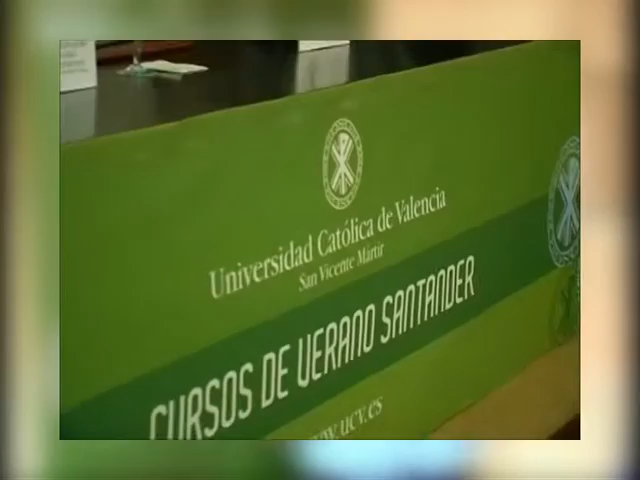 Universidad Católica de Valencia
San Vicente Mártir
CURSOS DE VERANO SANTANDER
www.ucv.es